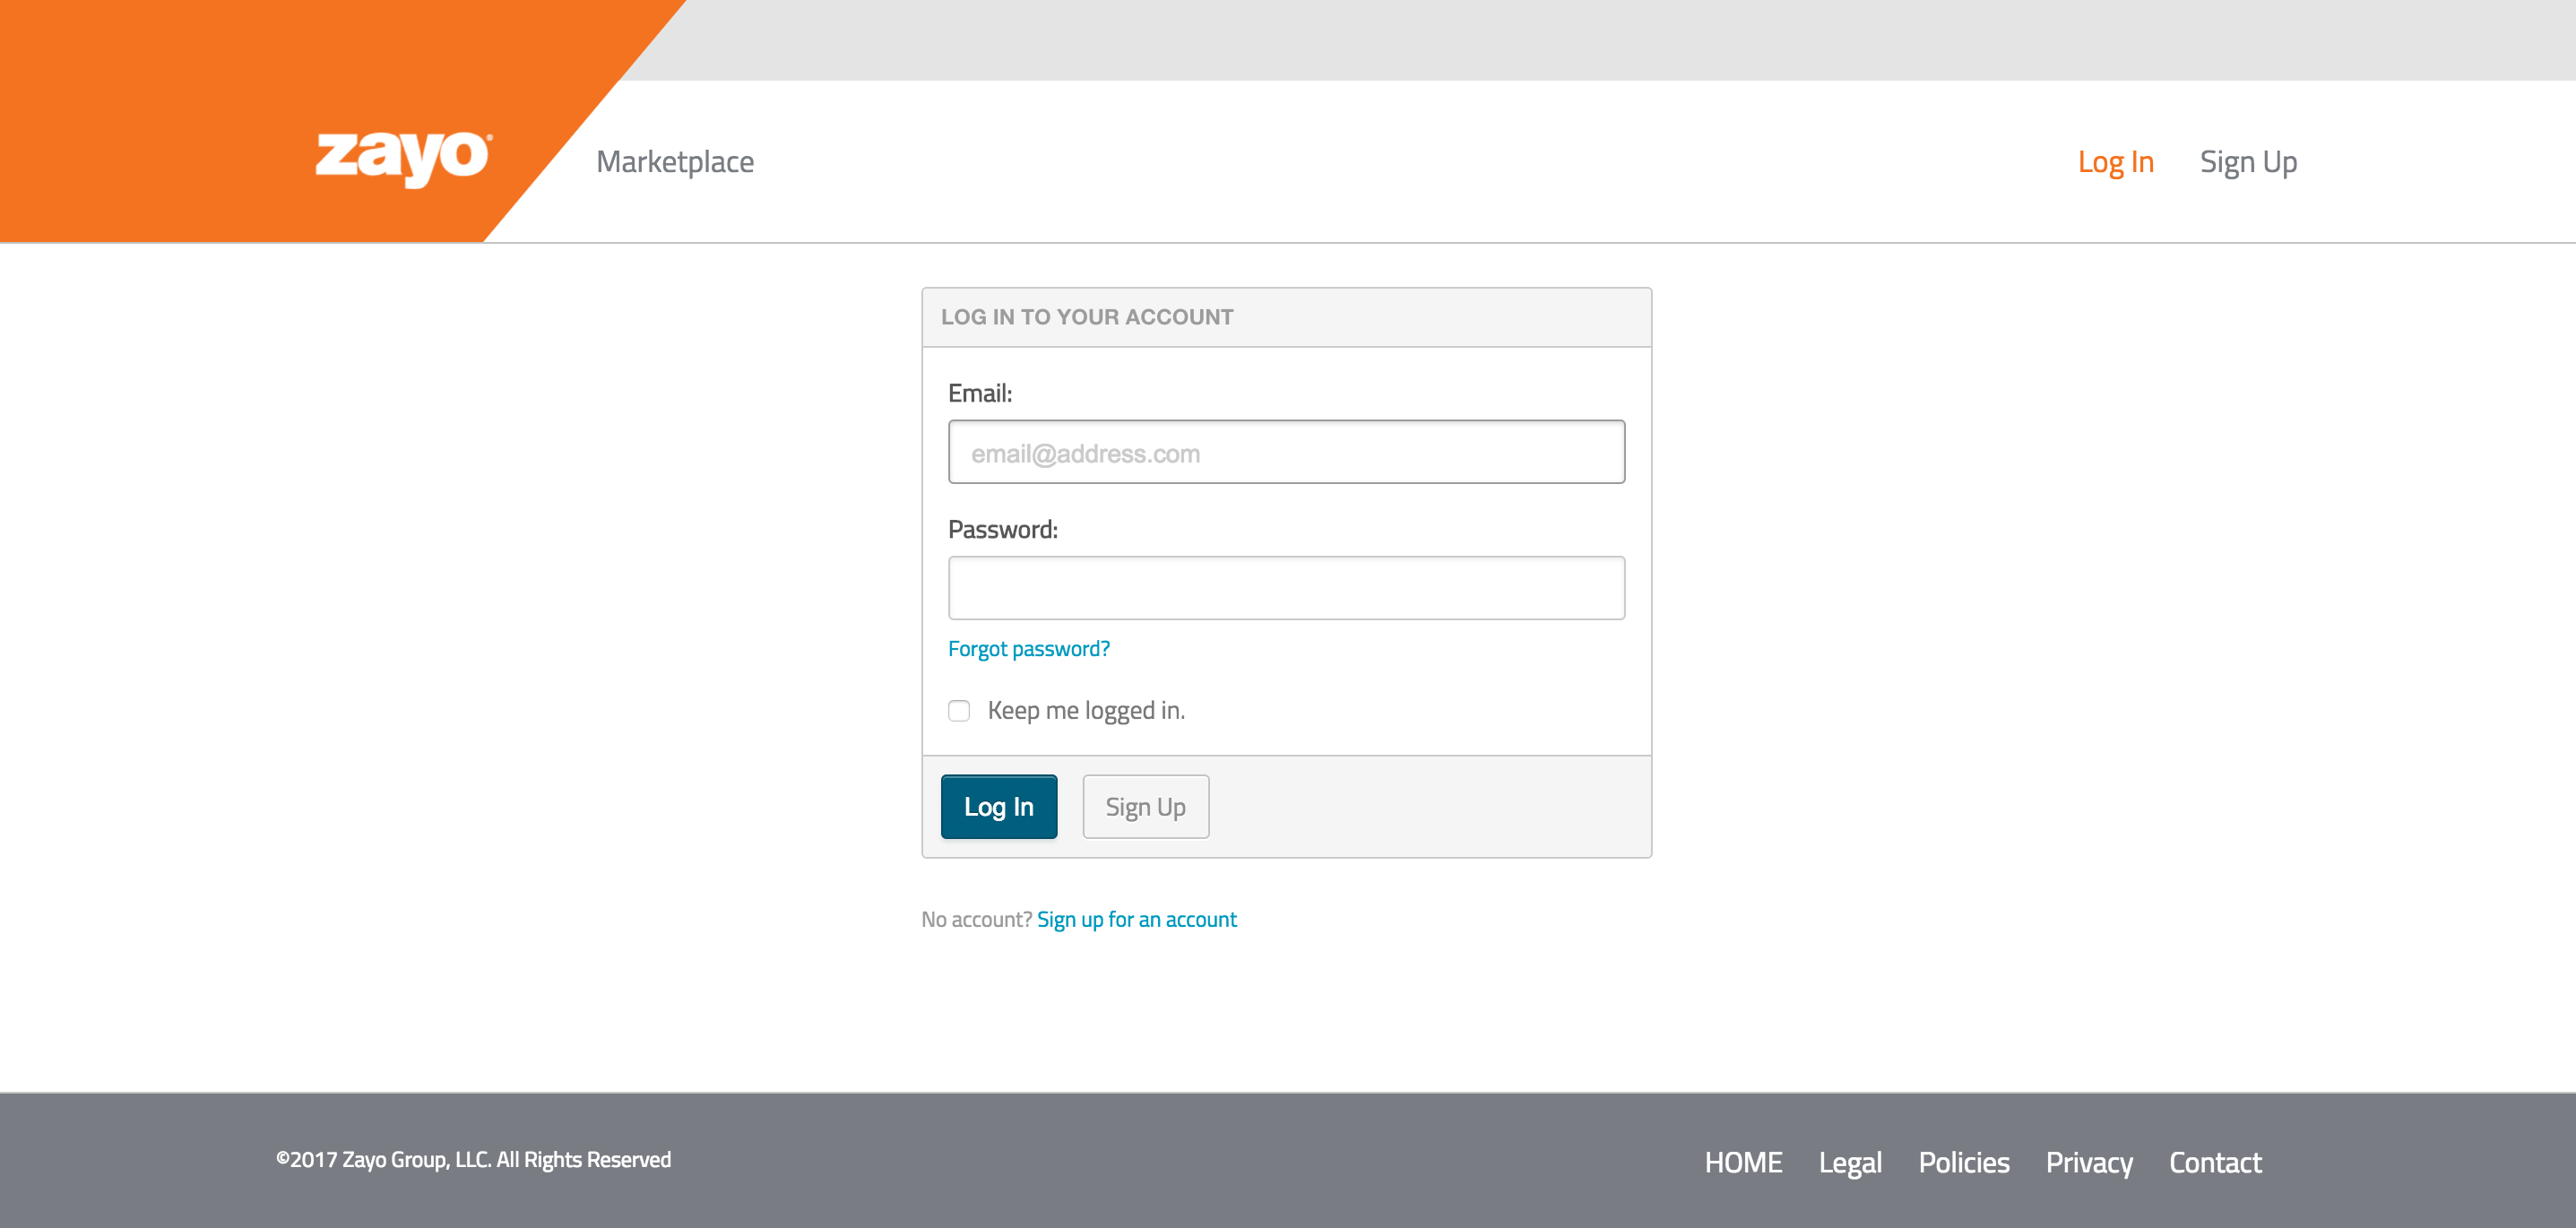 zayo
Marketplace
Log In
Sign Up
LOG IN TO YOUR ACCOUNT
Email:
email@address.com
Password:
Forgot password?
Keep me logged in.
Log In
Sign Up
No account? Sign up for an account
©2017 Zayo Group, LLC. All Rights Reserved
HOME
Legal
Policies
Privacy
Contact